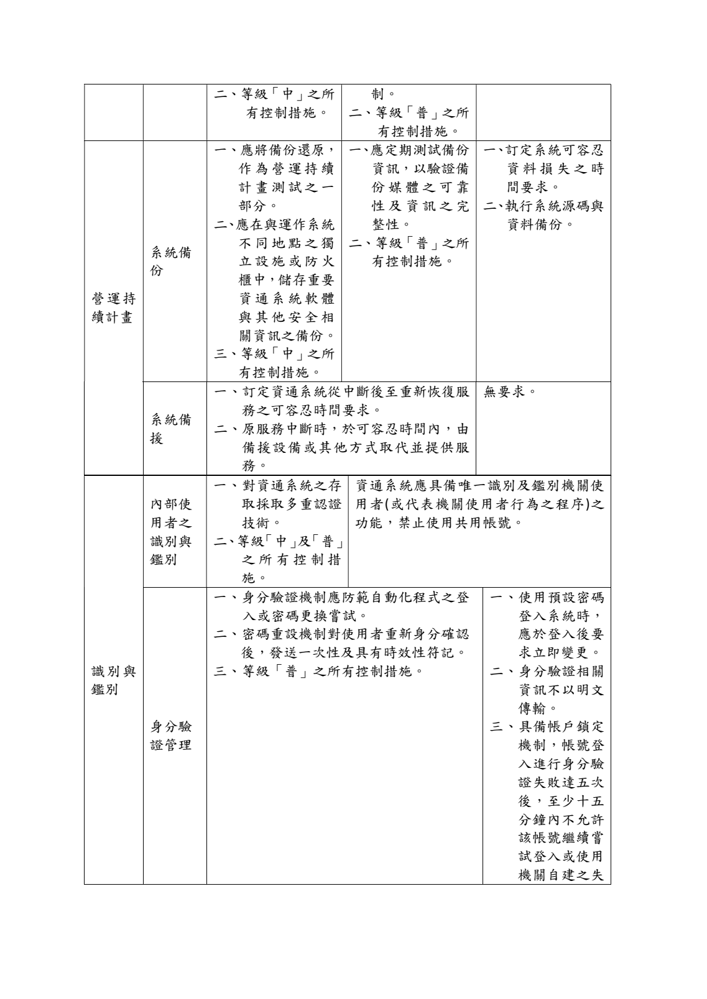 二、等級「中」之所
有控制措施。
制。
二、等級「普」之所
有控制措施。
營運持
續計畫
系統備
份
一、應將備份還原，
作為營運持續
計畫測試之一
部分。
二、應在與運作系統
不同地點之獨
立設施或防火
櫃中，儲存重要
資通系統軟體
與其他安全相
關資訊之備份。
三、等級「中」之所
有控制措施。
一、應定期測試備份
資訊，以驗證備
份媒體之可靠
性及資訊之完
整性。
二、等級「普」之所
有控制措施。
一、訂定系統可容忍
資料損失之時
間要求。
二、執行系統源碼與
資料備份。
系統備
援
一、訂定資通系統從中斷後至重新恢復服
務之可容忍時間要求。
二、原服務中斷時，於可容忍時間內，由
備援設備或其他方式取代並提供服
務。
無要求。
識別與
鑑別
內部使
用者之
識別與
鑑別
一、對資通系統之存
取採取多重認證
技術。
二、等級「中」及「普」
之所有控制措
施。
資通系統應具備唯一識別及鑑別機關使
用者(或代表機關使用者行為之程序)之
功能，禁止使用共用帳號。
身分驗
證管理
一、身分驗證機制應防範自動化程式之登
入或密碼更換嘗試。
二、密碼重設機制對使用者重新身分確認
後，發送一次性及具有時效性符記。
三、等級「普」之所有控制措施。
一、使用預設密碼
登入系統時，
應於登入後要
求立即變更。
二、身分驗證相關
資訊不以明文
傳輸。
三、具備帳戶鎖定
機制，帳號登
入進行身分驗
證失敗達五次
後，至少十五
分鐘內不允許
該帳號繼續嘗
試登入或使用
機關自建之失